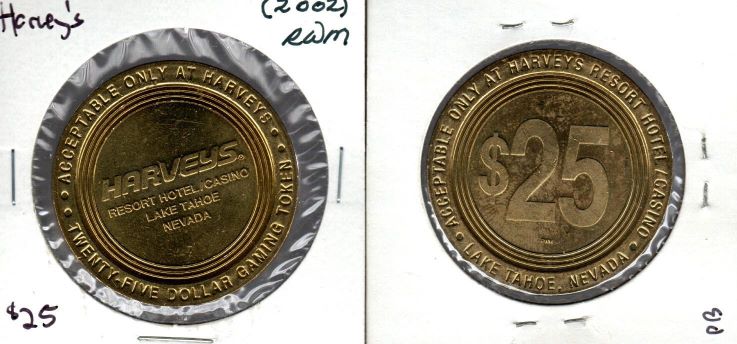 Harvey's
(2002)
RWM
• ACCEPTABLE ONLY AT HARVEYS •
HARVEYS®
RESORT HOTEL/CASINO
LAKE TAHOE
NEVADA
• TWENTY-FIVE DOLLAR GAMING TOKEN •
$25
ACCEPTABLE ONLY AT HARVEYS RESORT HOTEL/CASINO
$25
• LAKE TAHOE, NEVADA •
PB